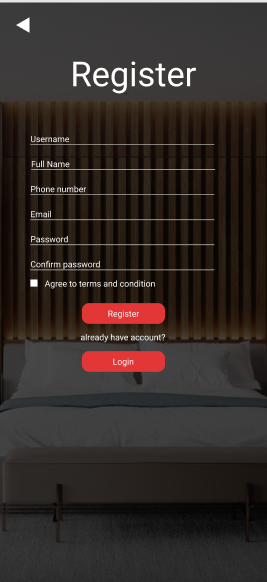 Register
Username
Full Name
Phone number
Email
Password
Confirm password
Agree to terms and condition
Register
already have account?
Login